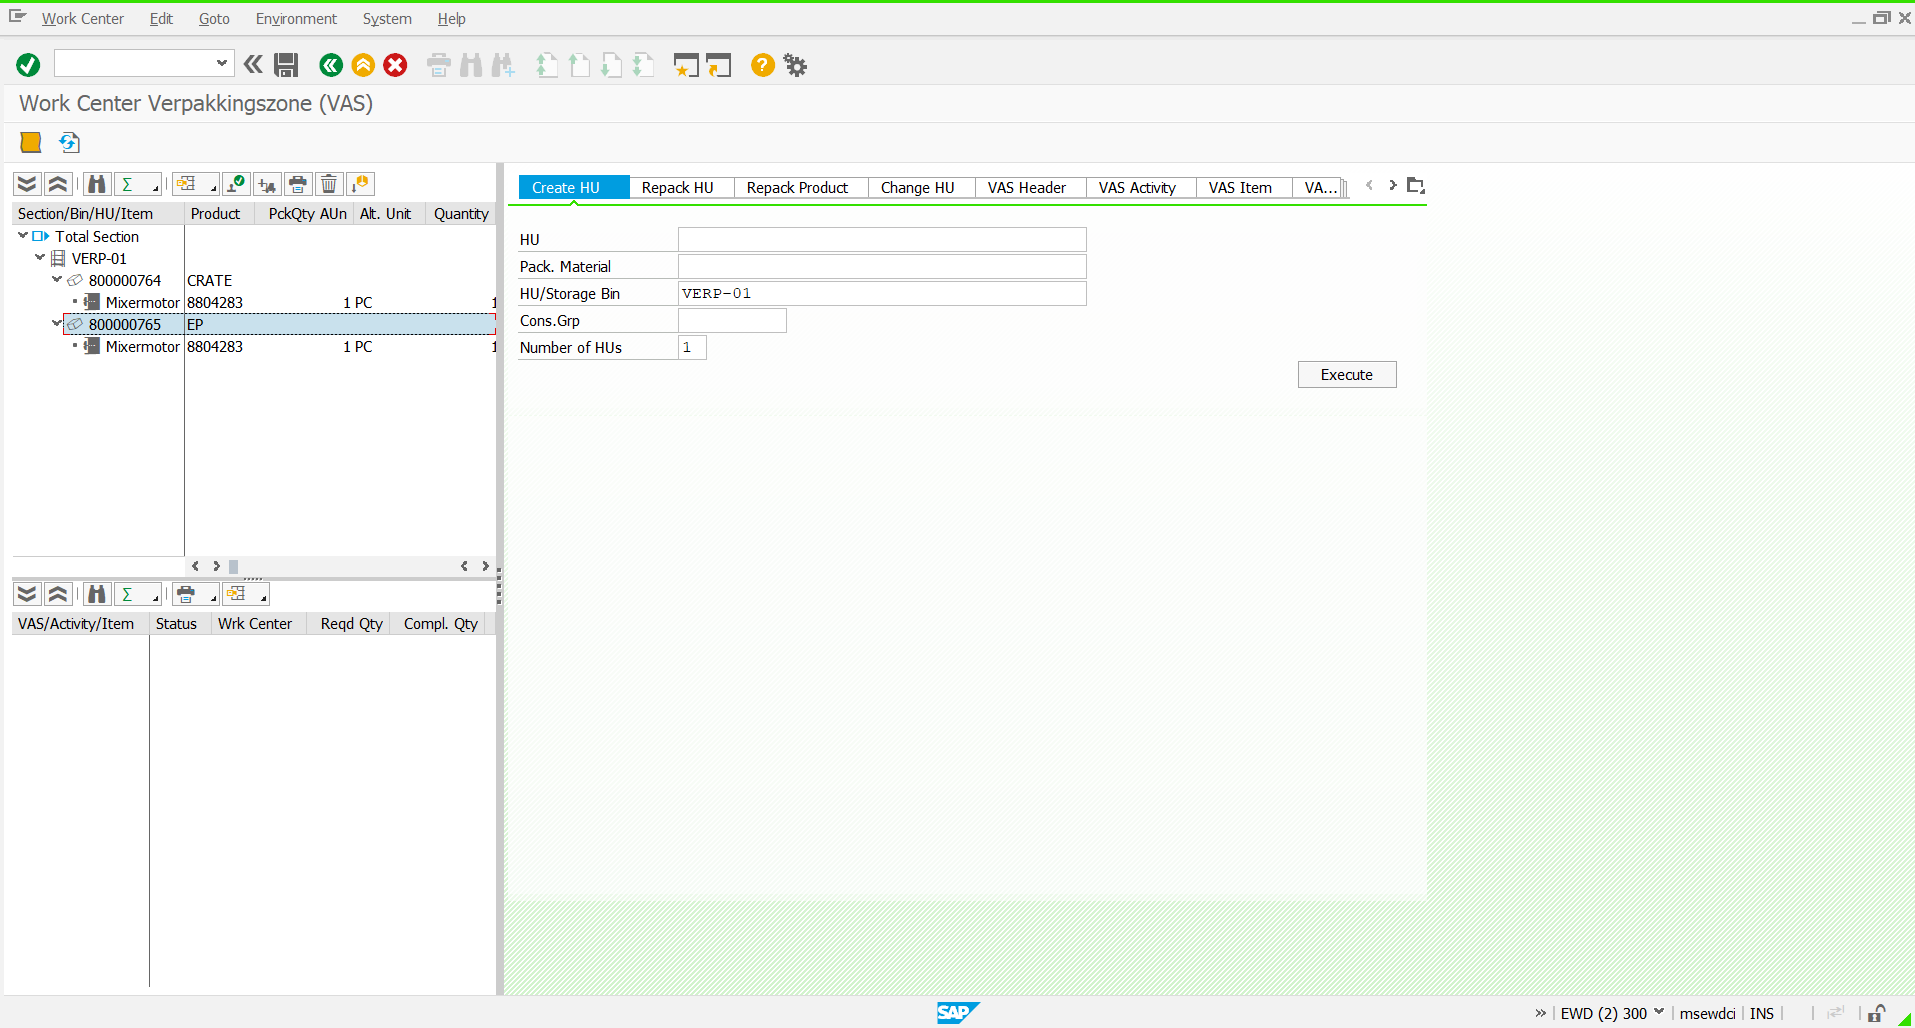 Work Center Edit Goto Environment System Help
Work Center Verpakkingszone (VAS)
Section/Bin/HU/Item Product PckQty AUn Alt. Unit Quantity
Total Section
VERP-01
800000764 CRATE
Mixermotor 8804283 1 PC 1
800000765 EP
Mixermotor 8804283 1 PC 1
VAS/Activity/Item Status Wrk Center Reqd Qty Compl. Qty
Create HU Repack HU Repack Product Change HU VAS Header VAS Activity VAS Item VA...
HU
Pack. Material
HU/Storage Bin VERP-01
Cons.Grp
Number of HUs 1
Execute
SAP
EWD (2) 300 msewdci INS